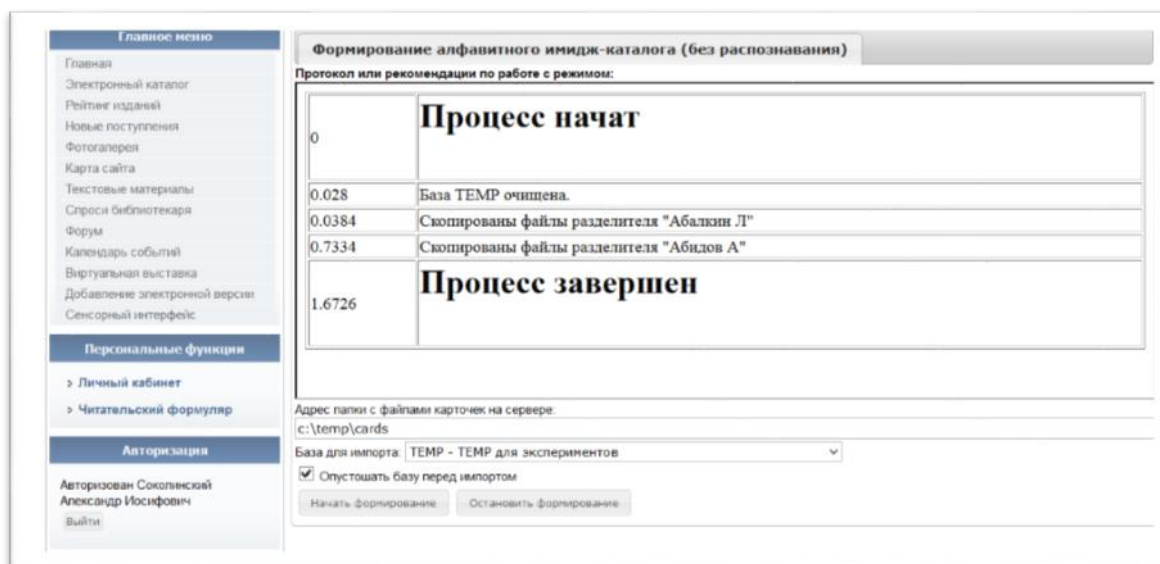 Главное меню
Главная
Электронный каталог
Рейтинг изданий
Новые поступления
Фотогалерея
Карта сайта
Текстовые материалы
Спроси библиотекаря
Форум
Календарь событий
Виртуальная выставка
Добавление электронной версии
Сенсорный интерфейс
Персональные функции
> Личный кабинет
> Читательский формуляр
Авторизация
Авторизован Соколинский
Александр Иосифович
Выйти
Формирование алфавитного имидж-каталога (без распознавания)
Протокол или рекомендации по работе с режимом:
0 Процесс начат
0.028 База TEMP очищена.
0.0384 Скопированы файлы разделителя "Абалкин Л"
0.7334 Скопированы файлы разделителя "Абидов А"
1.6726 Процесс завершен
Адрес папки с файлами карточек на сервере:
c:\temp\cards
База для импорта: TEMP - TEMP для экспериментов
Опустошать базу перед импортом
Начать формирование Остановить формирование